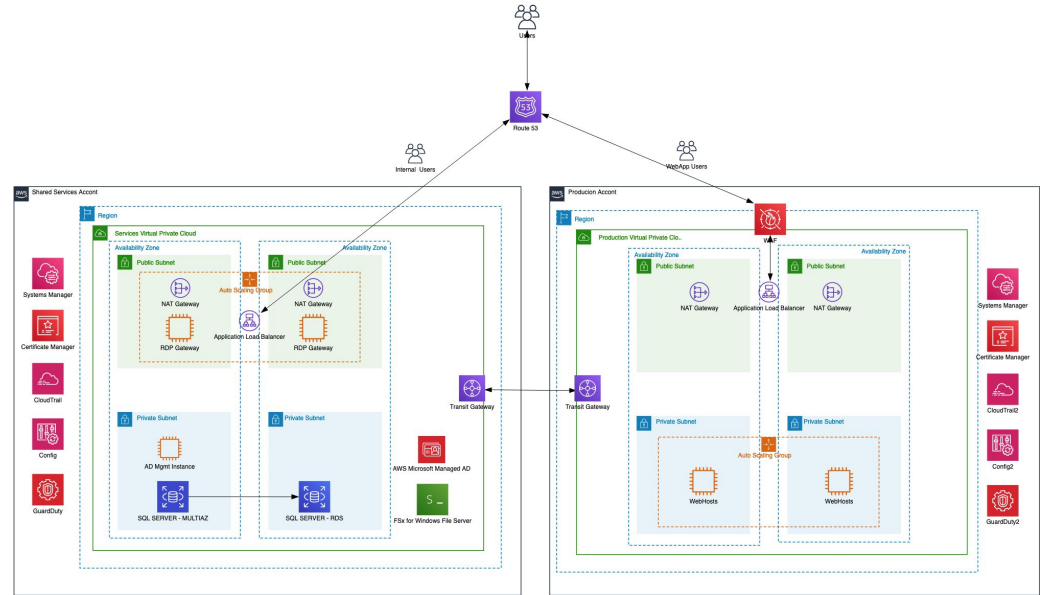 Users
53
Route 53
Internal Users
WebApp Users
aws
Shared Services Accont
Region
Services Virtual Private Cloud
Availability Zone
Availability Zone
Public Subnet
Public Subnet
Auto Scaling Group
NAT Gateway
NAT Gateway
Application Load Balancer
RDP Gateway
RDP Gateway
Systems Manager
Certificate Manager
CloudTrail
Config
GuardDuty
Private Subnet
Private Subnet
AD Mgmt Instance
SQL SERVER - MULTIAZ
SQL SERVER - RDS
Transit Gateway
AWS Microsoft Managed AD
FSx for Windows File Server
aws
Producion Accont
Region
WAF
Production Virtual Private Clo..
Availability Zone
Availability Zone
Public Subnet
Public Subnet
NAT Gateway
Application Load Balancer
NAT Gateway
Transit Gateway
Private Subnet
Private Subnet
Auto Scaling Group
WebHosts
WebHosts
Systems Manager
Certificate Manager
CloudTrail2
Config2
GuardDuty2